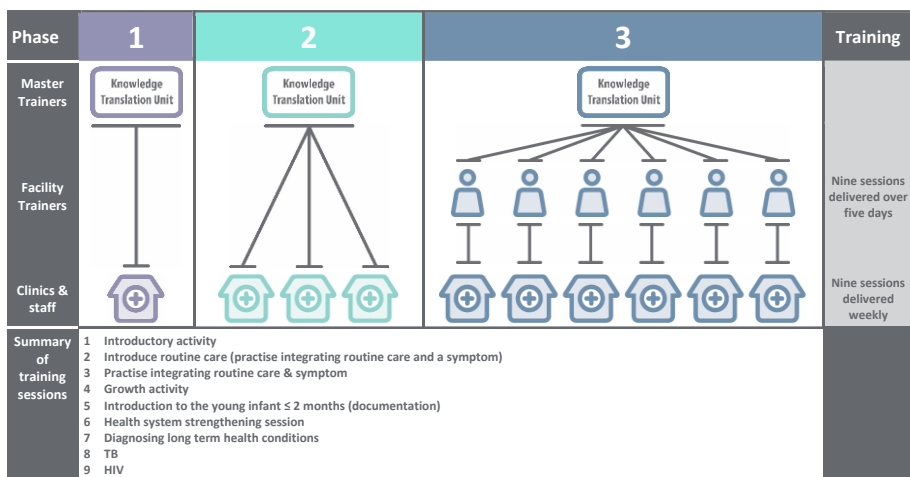 Phase
1
2
3
Training
Master
Trainers
Knowledge
Translation Unit
Knowledge
Translation Unit
Knowledge
Translation Unit
Facility
Trainers
Nine sessions
delivered over
five days
Clinics &
staff
Nine sessions
delivered
weekly
Summary
of
training
sessions
1 Introductory activity
2 Introduce routine care (practise integrating routine care and a symptom)
3 Practise integrating routine care & symptom
4 Growth activity
5 Introduction to the young infant ≤ 2 months (documentation)
6 Health system strengthening session
7 Diagnosing long term health conditions
8 TB
9 HIV